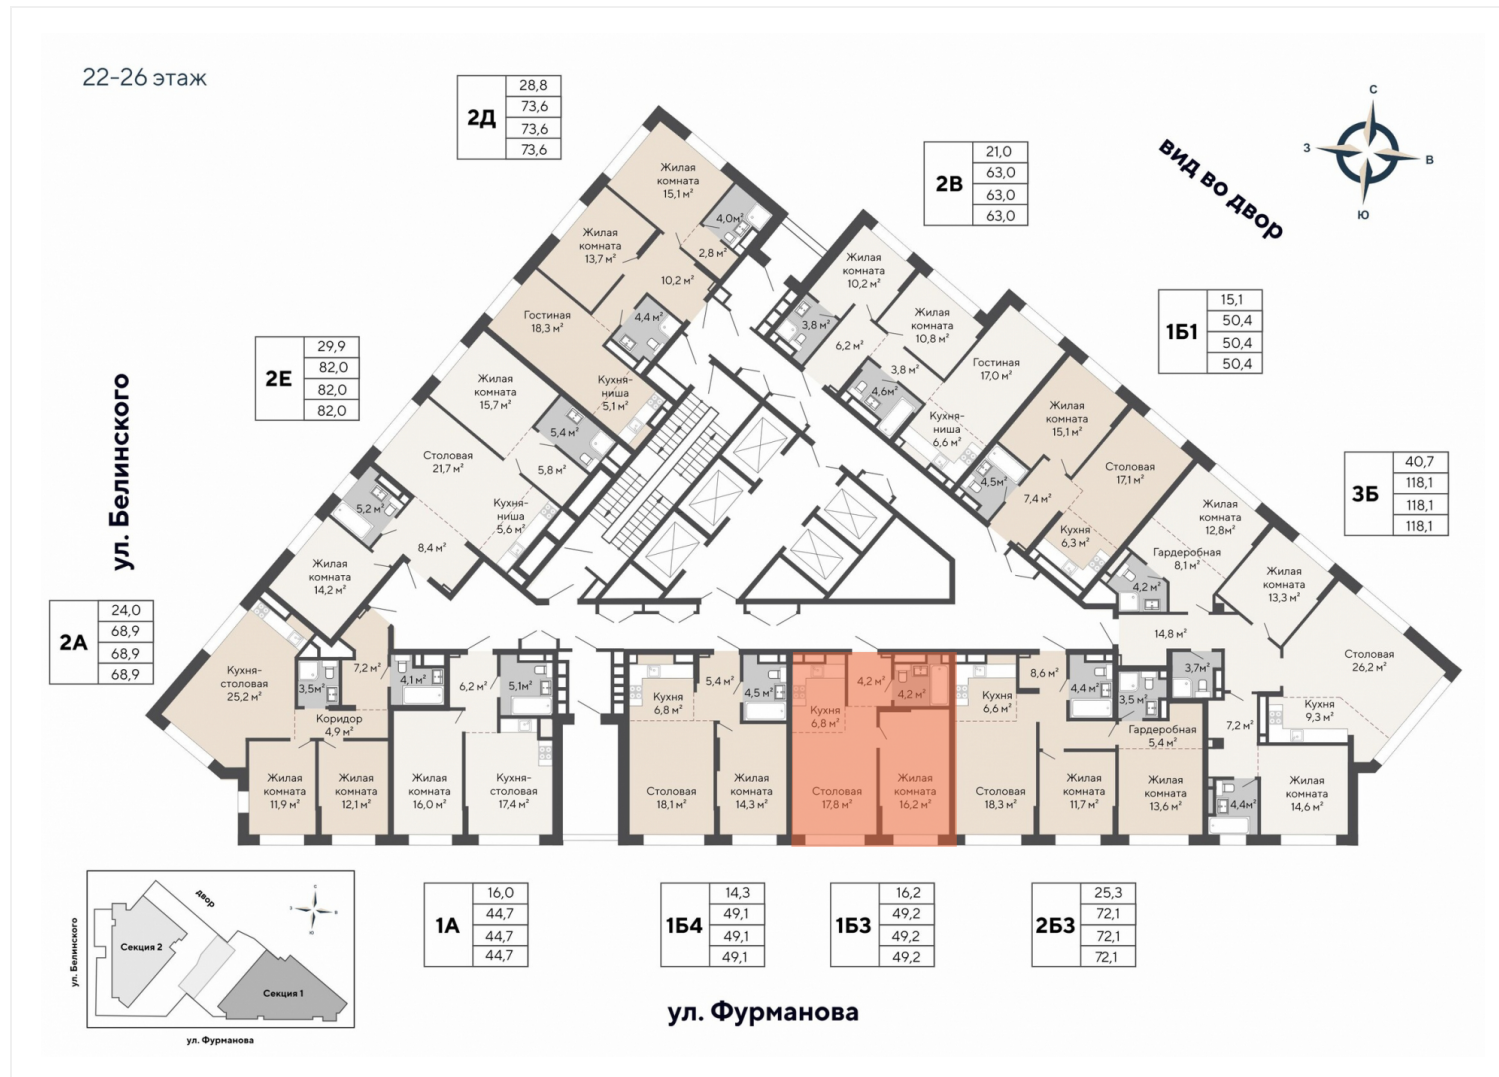 22-26 этаж
2Д
28,8
73,6
73,6
73,6
2В
21,0
63,0
63,0
63,0
С
З
В
Ю
вид во двор
1Б1
15,1
50,4
50,4
50,4
2Е
29,9
82,0
82,0
82,0
ул. Белинского
3Б
40,7
118,1
118,1
118,1
2А
24,0
68,9
68,9
68,9
Жилая
комната
15,1 м²
4,0м²
Жилая
комната
13,7 м²
2,8 м²
10,2 м²
Гостиная
18,3 м²
4,4 м²
Кухня-
ниша
5,1 м²
Жилая
комната
10,2 м²
3,8 м²
6,2 м²
Жилая
комната
10,8 м²
3,8 м²
4,6м²
Гостиная
17,0 м²
Кухня-
ниша
6,6 м²
Жилая
комната
15,1 м²
Столовая
17,1 м²
4,5м²
7,4 м²
Кухня
6,3 м²
Жилая
комната
15,7 м²
5,4 м²
Столовая
21,7 м²
5,8 м²
Кухня-
ниша
5,6 м²
5,2 м²
8,4 м²
Жилая
комната
14,2 м²
Жилая
комната
12,8м²
Гардеробная
8,1 м²
4,2 м²
Жилая
комната
13,3 м²
14,8 м²
Столовая
26,2 м²
3,7м²
Кухня
9,3 м²
7,2 м²
4,4м²
Жилая
комната
14,6 м²
Кухня-
столовая
25,2 м²
3,5м²
7,2 м²
Коридор
4,9 м²
Жилая
комната
11,9 м²
Жилая
комната
12,1 м²
4,1 м²
6,2 м²
5,1 м²
Жилая
комната
16,0 м²
Кухня-
столовая
17,4 м²
Кухня
6,8 м²
5,4 м²
4,5 м²
Столовая
18,1 м²
Жилая
комната
14,3 м²
Кухня
6,8 м²
4,2 м²
4,2 м²
Столовая
17,8 м²
Жилая
комната
16,2 м²
Кухня
6,6 м²
8,6 м²
4,4 м²
3,5 м²
Гардеробная
5,4 м²
Столовая
18,3 м²
Жилая
комната
11,7 м²
Жилая
комната
13,6 м²
1А
16,0
44,7
44,7
44,7
1Б4
14,3
49,1
49,1
49,1
1Б3
16,2
49,2
49,2
49,2
2Б3
25,3
72,1
72,1
72,1
ул. Фурманова
двор
С
З
В
Ю
Секция 2
Секция 1
ул. Белинского
ул. Фурманова